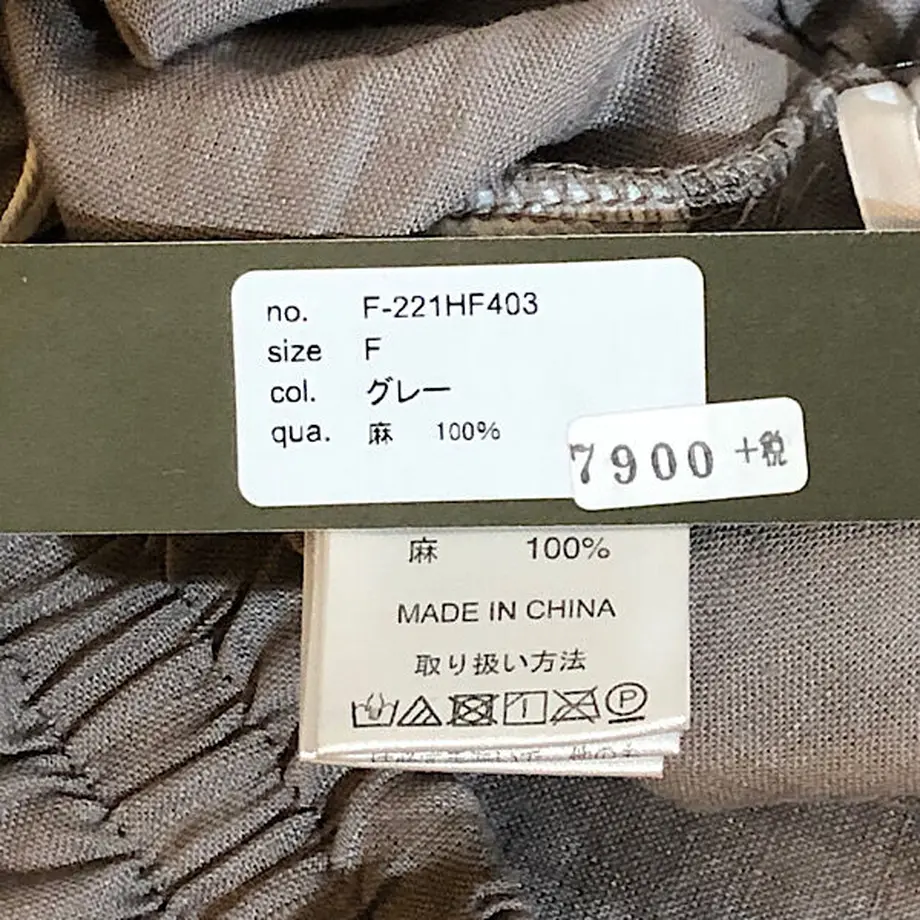 no. F-221HF403
size F
col. グレー
qua. 麻 100%
7900 +税
麻 100%
MADE IN CHINA
取り扱い方法
P